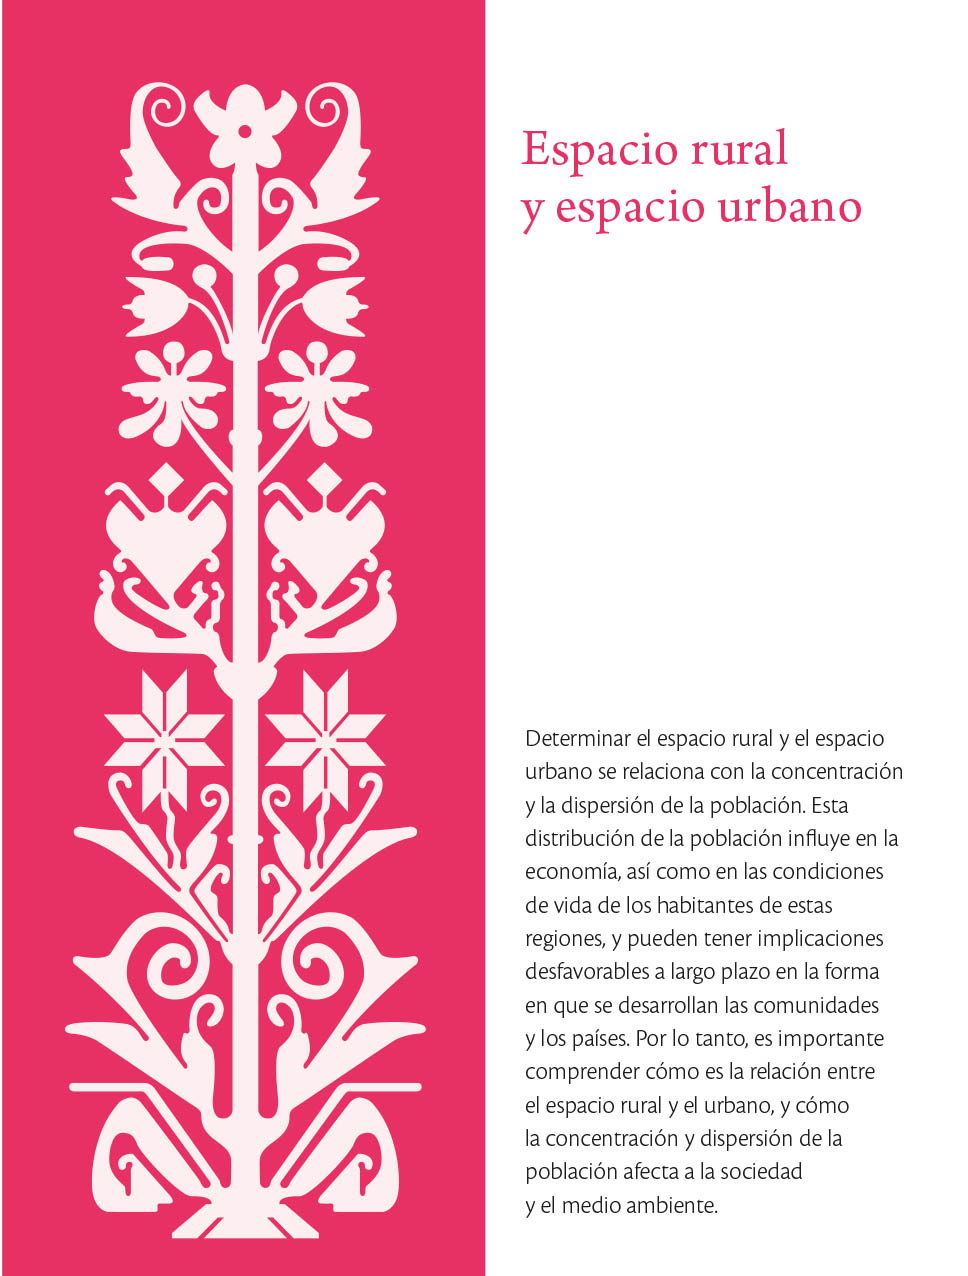 Espacio rural
y espacio urbano
Determinar el espacio rural y el espacio
urbano se relaciona con la concentración
y la dispersión de la población. Esta
distribución de la población influye en la
economía, así como en las condiciones
de vida de los habitantes de estas
regiones, y pueden tener implicaciones
desfavorables a largo plazo en la forma
en que se desarrollan las comunidades
y los países. Por lo tanto, es importante
comprender cómo es la relación entre
el espacio rural y el urbano, y cómo
la concentración y dispersión de la
población afecta a la sociedad
y el medio ambiente.